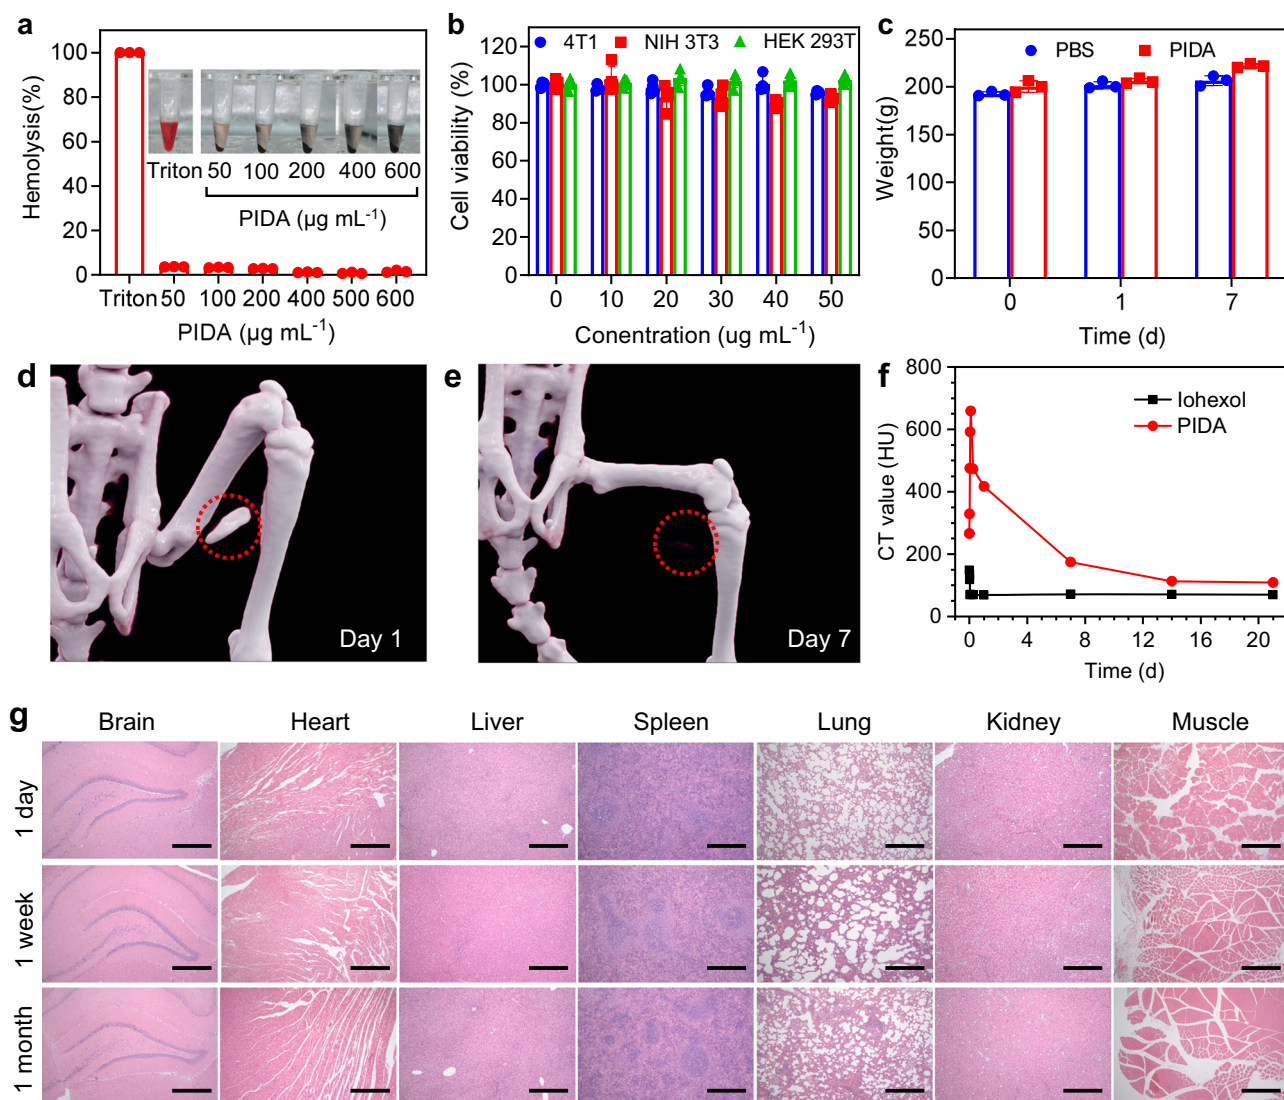 a
Hemolysis(%)
100
80
60
40
20
0
Triton 50 100 200 400 600
PIDA (µg mL-1)
Triton 50 100 200 400 500 600
PIDA (µg mL-1)
b
4T1 NIH 3T3 HEK 293T
Cell viability (%)
120
100
80
60
40
20
0
0 10 20 30 40 50
Conentration (ug mL-1)
c
PBS PIDA
Weight(g)
250
200
150
100
50
0
0 1 7
Time (d)
d
Day 1
e
Day 7
f
Iohexol
PIDA
CT value (HU)
800
600
400
200
0
0 4 8 12 16 20
Time (d)
g
Brain Heart Liver Spleen Lung Kidney Muscle
1 day
1 week
1 month